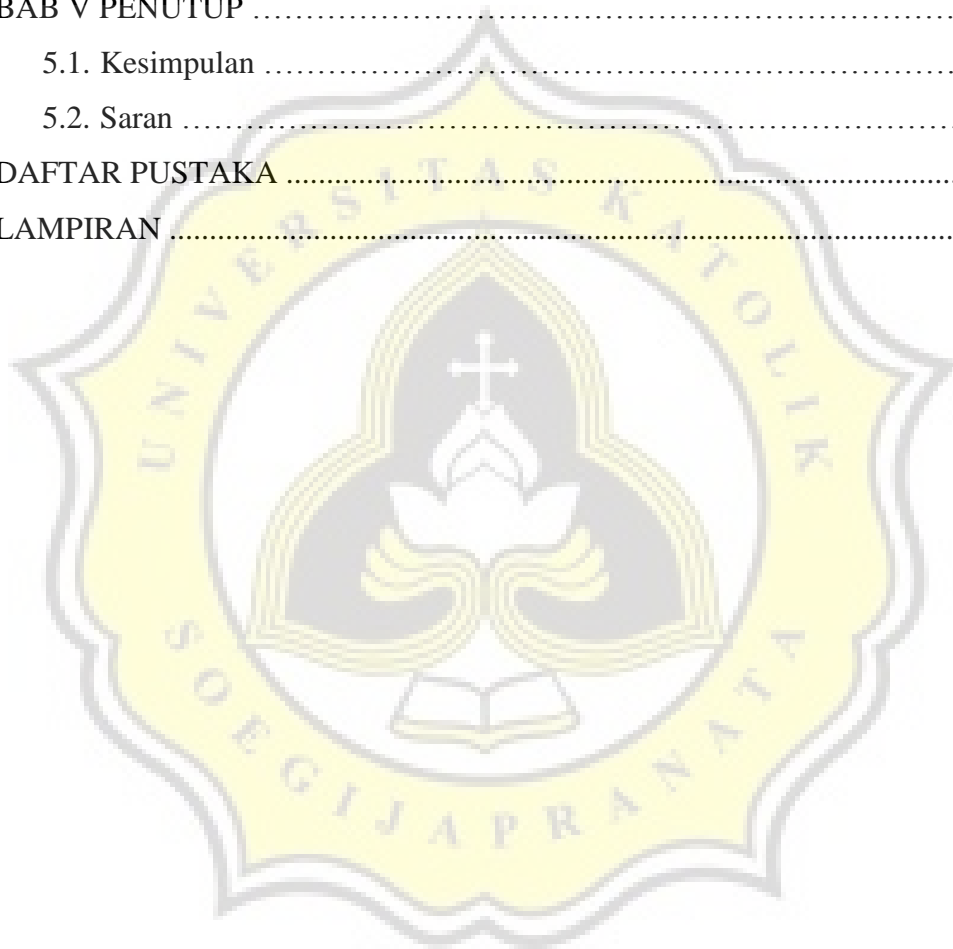 BAB V PENUTUP ........................................................................
5.1. Kesimpulan ........................................................................
5.2. Saran ........................................................................
DAFTAR PUSTAKA ........................................................................
LAMPIRAN ........................................................................
UNIVERSITAS KATOLIK
SOEGIJAPRANATA